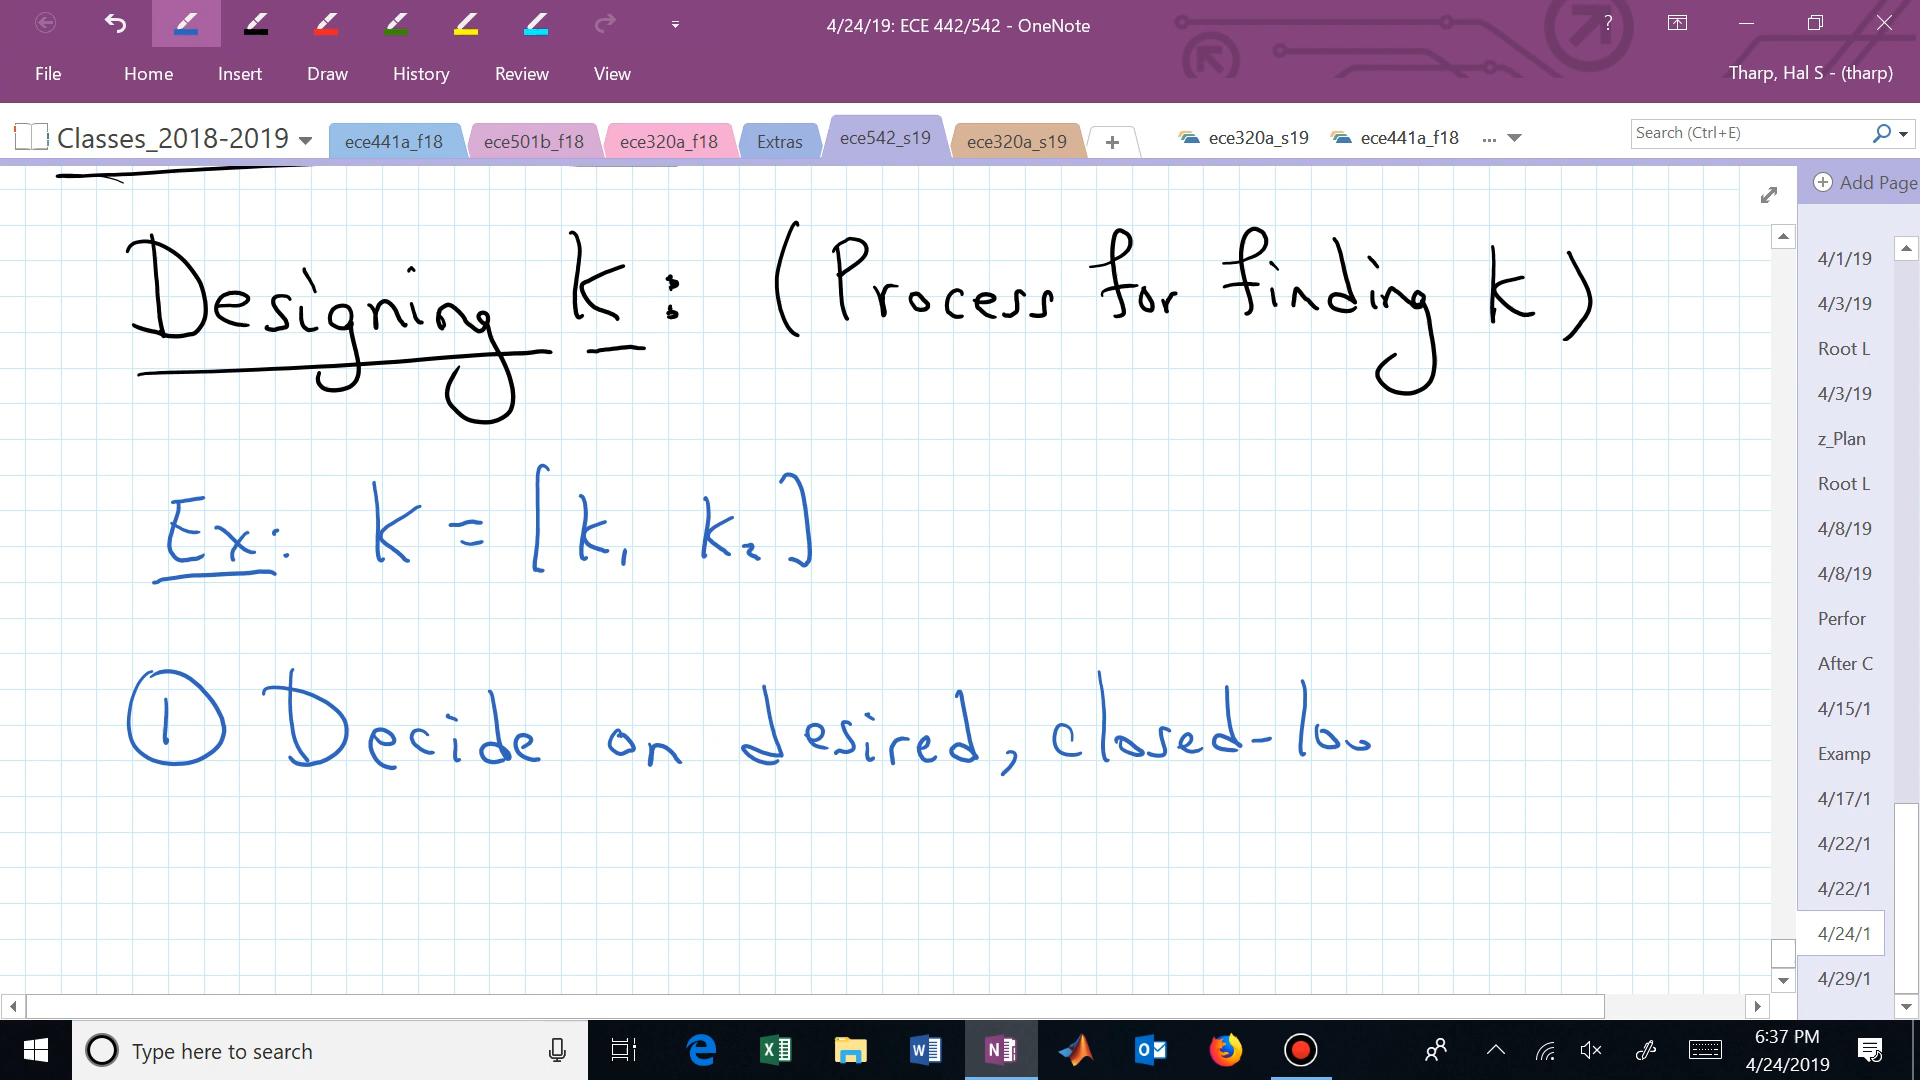 4/24/19: ECE 442/542 - OneNote
?
File Home Insert Draw History Review View
Tharp, Hal S - (tharp)
Classes_2018-2019
ece441a_f18 ece501b_f18 ece320a_f18 Extras ece542_s19 ece320a_s19 +
ece320a_s19 ece441a_f18 ...
Search (Ctrl+E)
Add Page
Designing K: (Process for finding K)
Ex: K = [k₁ k₂]
① Decide on desired, closed-loo
4/1/19
4/3/19
Root L
4/3/19
z_Plan
Root L
4/8/19
4/8/19
Perfor
After C
4/15/1
Examp
4/17/1
4/22/1
4/22/1
4/24/1
4/29/1
Type here to search
6:37 PM
4/24/2019